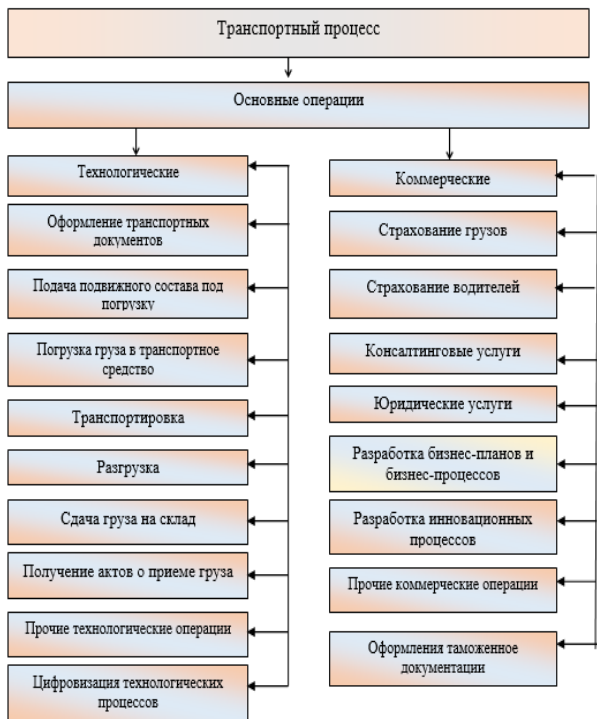 Транспортный процесс
Основные операции
Технологические
Оформление транспортных
документов
Подача подвижного состава под
погрузку
Погрузка груза в транспортное
средство
Транспортировка
Разгрузка
Сдача груза на склад
Получение актов о приеме груза
Прочие технологические операции
Цифровизация технологических
процессов
Коммерческие
Страхование грузов
Страхование водителей
Консалтинговые услуги
Юридические услуги
Разработка бизнес-планов и
бизнес-процессов
Разработка инновационных
процессов
Прочие коммерческие операции
Оформления таможенное
документации